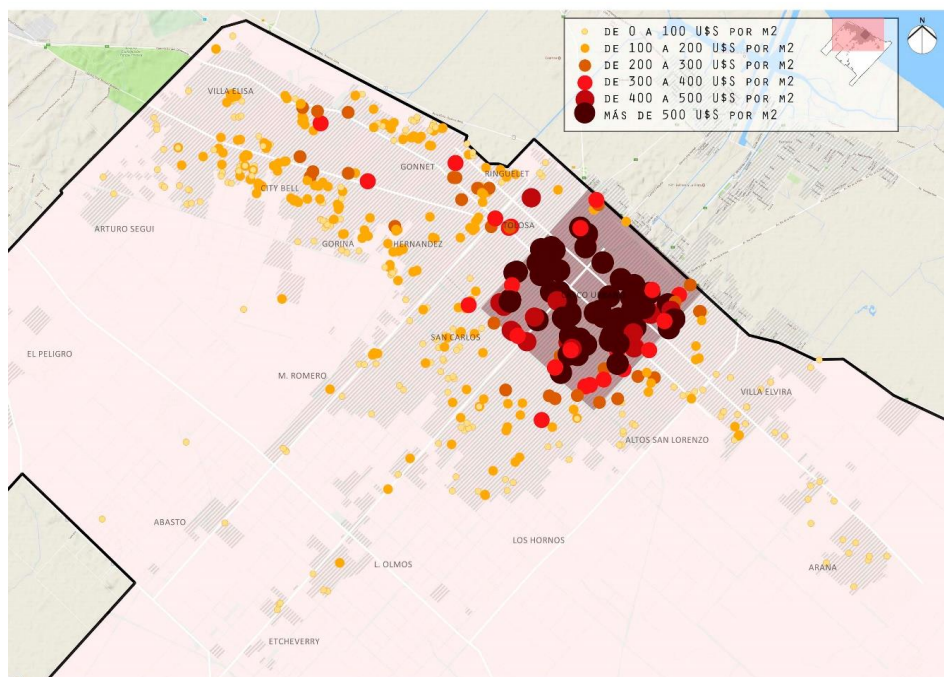 DE 0 A 100 U$S POR M2
DE 100 A 200 U$S POR M2
DE 200 A 300 U$S POR M2
DE 300 A 400 U$S POR M2
DE 400 A 500 U$S POR M2
MÁS DE 500 U$S POR M2
N
VILLA ELISA
GONNET
RINGUELET
CITY BELL
TOLOSA
ARTURO SEGUI
GORINA
HERNANDEZ
SAN CARLOS
EL PELIGRO
M. ROMERO
VILLA ELVIRA
ALTOS SAN LORENZO
ABASTO
LOS HORNOS
L. OLMOS
ARANA
ETCHEVERRY